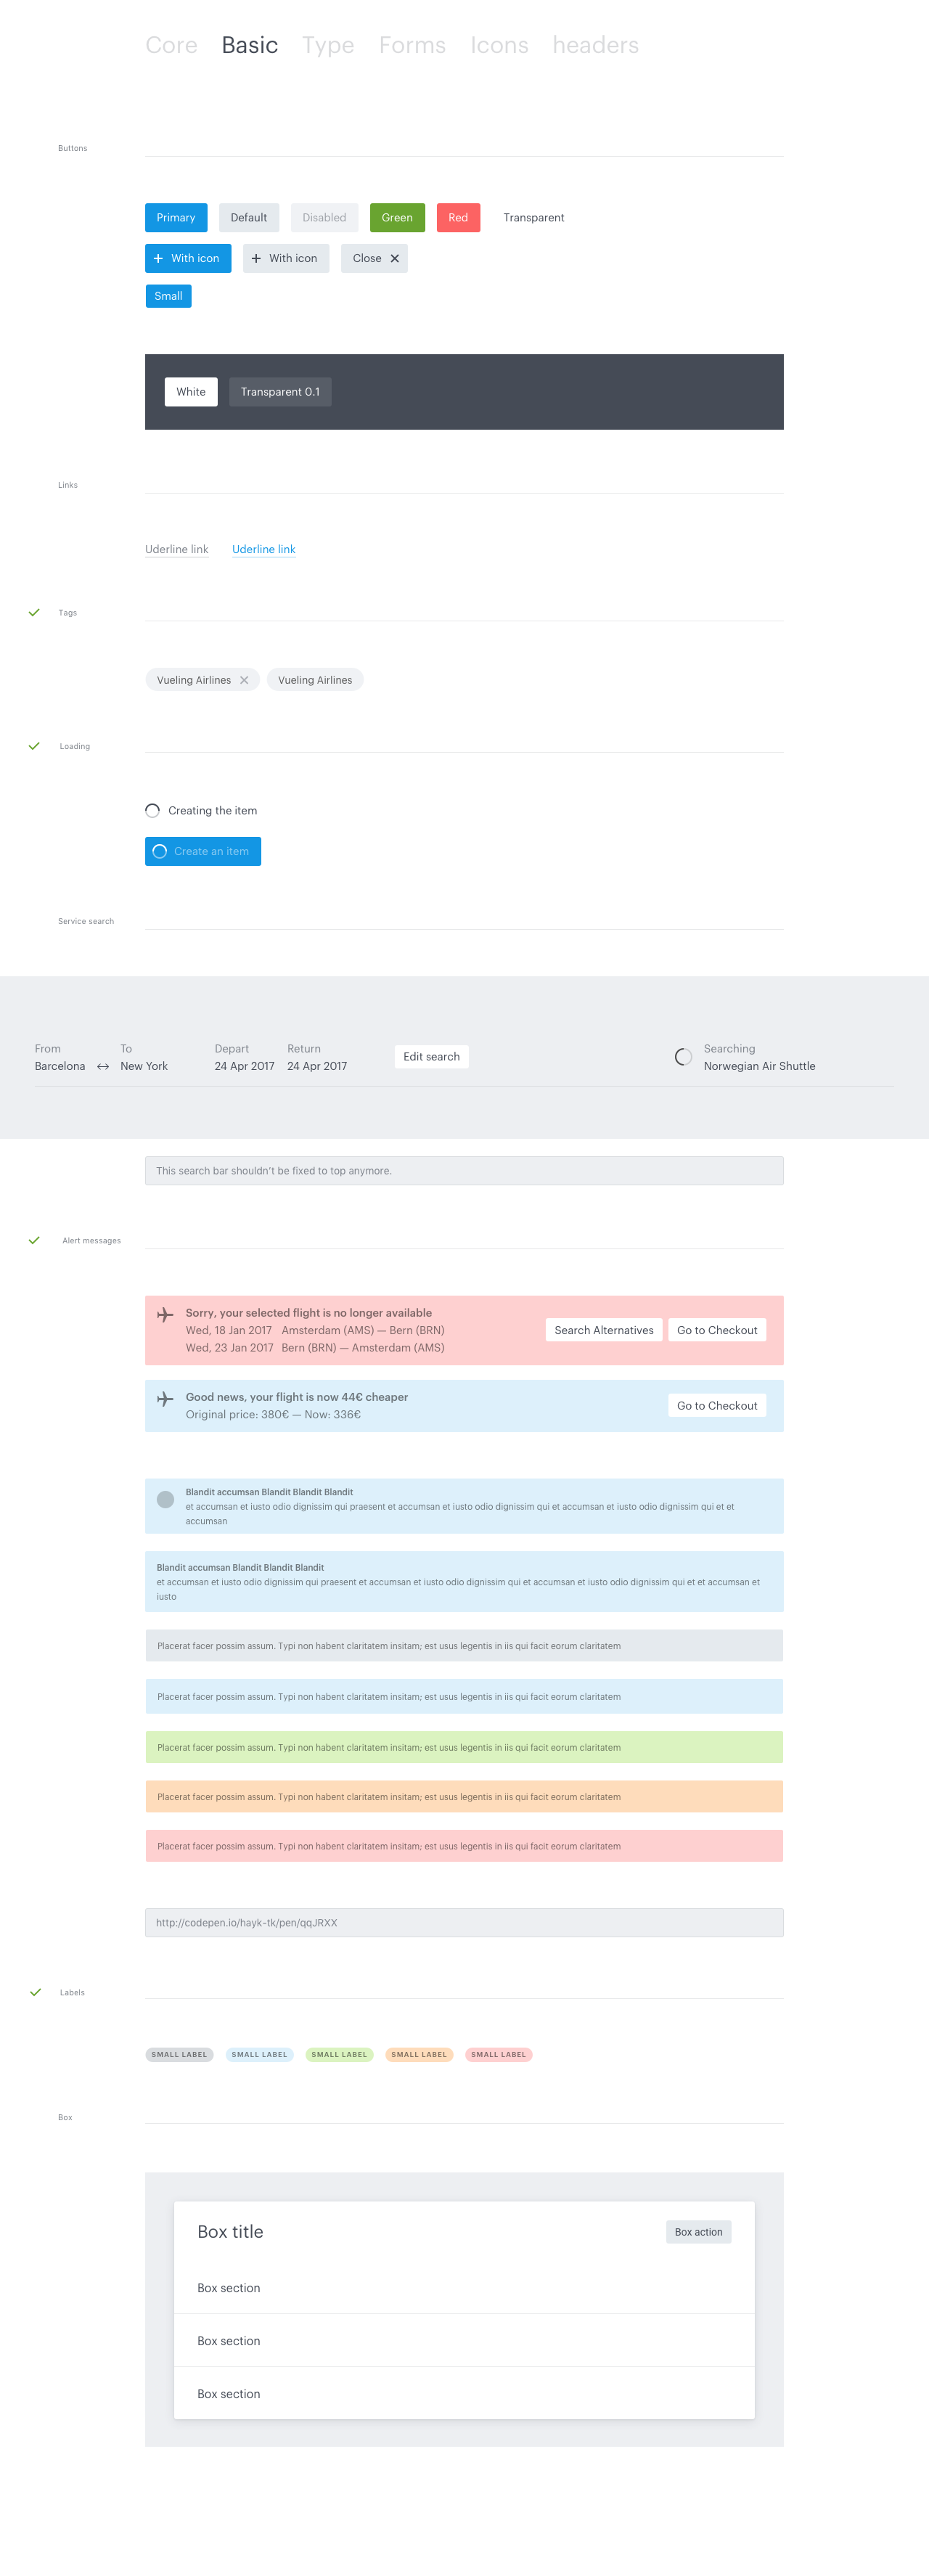 Core Basic Type Forms Icons headers
Buttons
Primary Default Disabled Green Red Transparent
With icon With icon Close
Small
White Transparent 0.1
Links
Uderline link Uderline link
Tags
Vueling Airlines Vueling Airlines
Loading
Creating the item
Create an item
Service search
From To Depart Return Searching
Barcelona New York 24 Apr 2017 24 Apr 2017 Edit search Norwegian Air Shuttle
This search bar shouldn't be fixed to top anymore.
Alert messages
Sorry, your selected flight is no longer available
Wed, 18 Jan 2017 Amsterdam (AMS) — Bern (BRN)
Wed, 23 Jan 2017 Bern (BRN) — Amsterdam (AMS)
Search Alternatives Go to Checkout
Good news, your flight is now 44€ cheaper
Original price: 380€ — Now: 336€
Go to Checkout
Blandit accumsan Blandit Blandit Blandit
et accumsan et iusto odio dignissim qui praesent et accumsan et iusto odio dignissim qui et accumsan et iusto odio dignissim qui et et
accumsan
Blandit accumsan Blandit Blandit Blandit
et accumsan et iusto odio dignissim qui praesent et accumsan et iusto odio dignissim qui et accumsan et iusto odio dignissim qui et et accumsan et
iusto
Placerat facer possim assum. Typi non habent claritatem insitam; est usus legentis in iis qui facit eorum claritatem
Placerat facer possim assum. Typi non habent claritatem insitam; est usus legentis in iis qui facit eorum claritatem
Placerat facer possim assum. Typi non habent claritatem insitam; est usus legentis in iis qui facit eorum claritatem
Placerat facer possim assum. Typi non habent claritatem insitam; est usus legentis in iis qui facit eorum claritatem
Placerat facer possim assum. Typi non habent claritatem insitam; est usus legentis in iis qui facit eorum claritatem
http://codepen.io/hayk-tk/pen/qqJRXX
Labels
SMALL LABEL SMALL LABEL SMALL LABEL SMALL LABEL SMALL LABEL
Box
Box title Box action
Box section
Box section
Box section